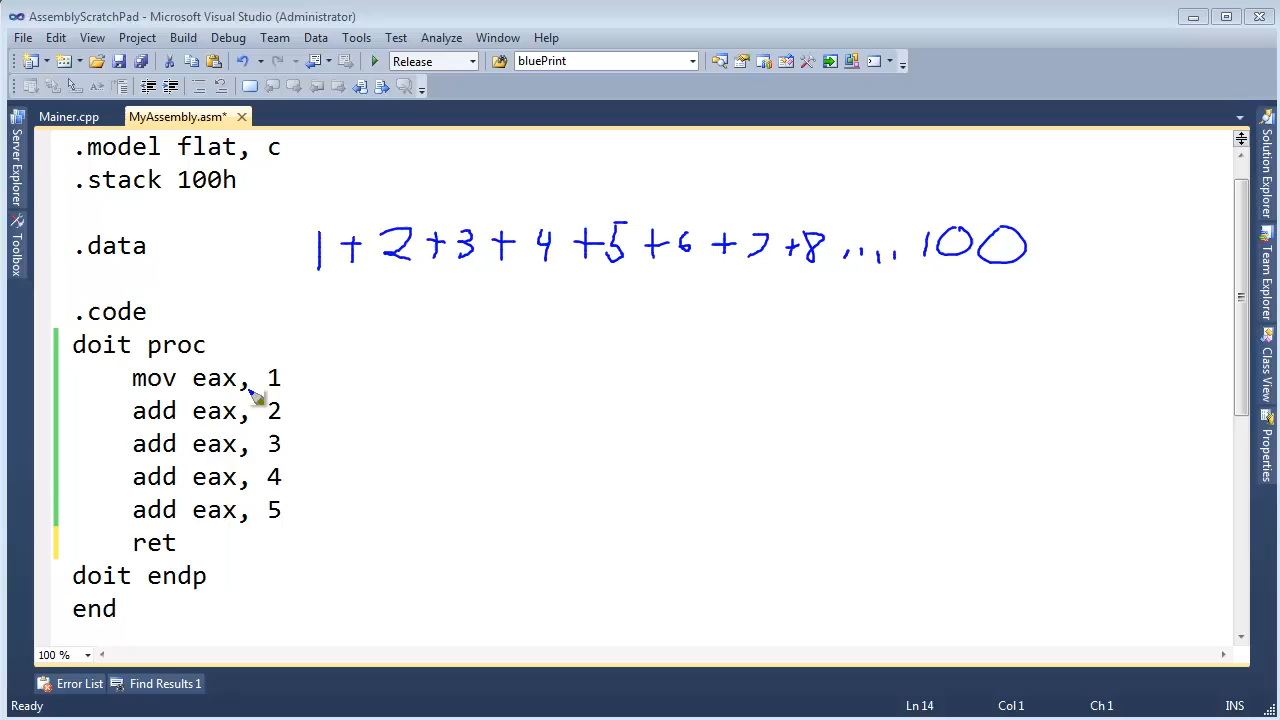 AssemblyScratchPad - Microsoft Visual Studio (Administrator)
File Edit View Project Build Debug Team Data Tools Test Analyze Window Help
Release bluePrint
Mainer.cpp MyAssembly.asm*
Server Explorer
Toolbox
.model flat, c
.stack 100h
.data
1 + 2 + 3 + 4 + 5 + 6 + 7 + 8 .... 100
.code
doit proc
mov eax, 1
add eax, 2
add eax, 3
add eax, 4
add eax, 5
ret
doit endp
end
Solution Explorer
Team Explorer
Class View
Properties
100 %
Error List Find Results 1
Ready Ln 14 Col 1 Ch 1 INS